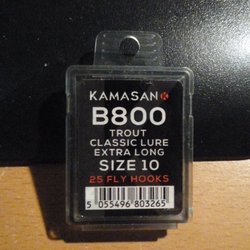 KAMASAN K
B800
TROUT
CLASSIC LURE
EXTRA LONG
SIZE 10
25 FLY HOOKS
5 055496 803265